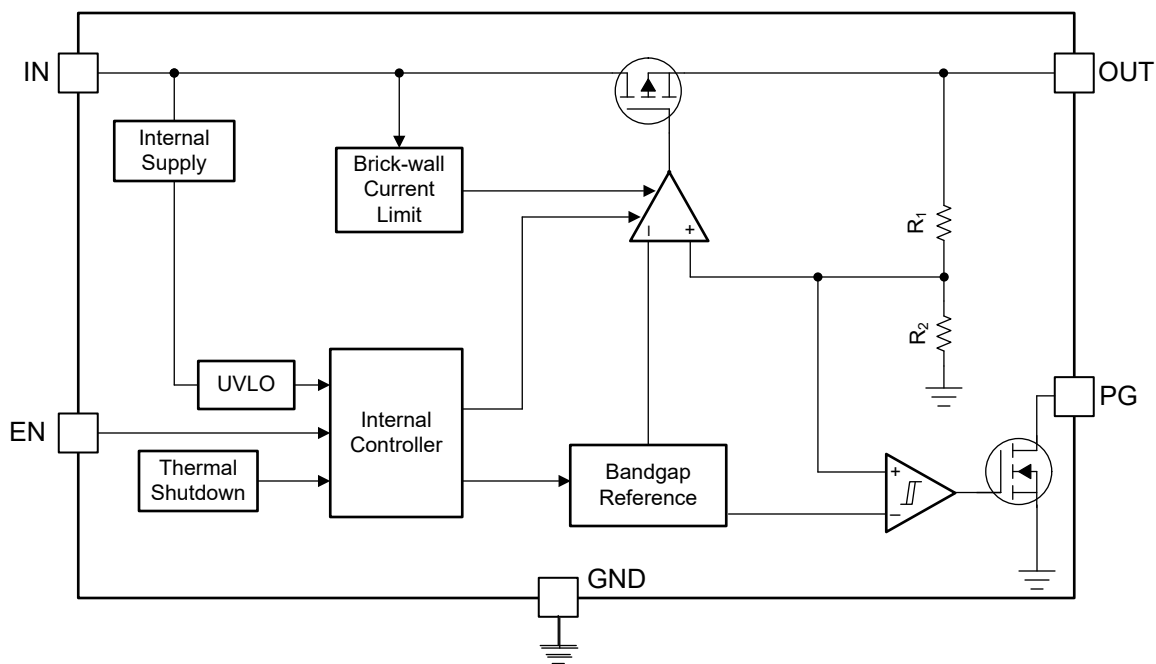 IN
OUT
Internal
Supply
Brick-wall
Current
Limit
− +
R₁
R₂
UVLO
PG
EN
Internal
Controller
Thermal
Shutdown
Bandgap
Reference
+
−
GND